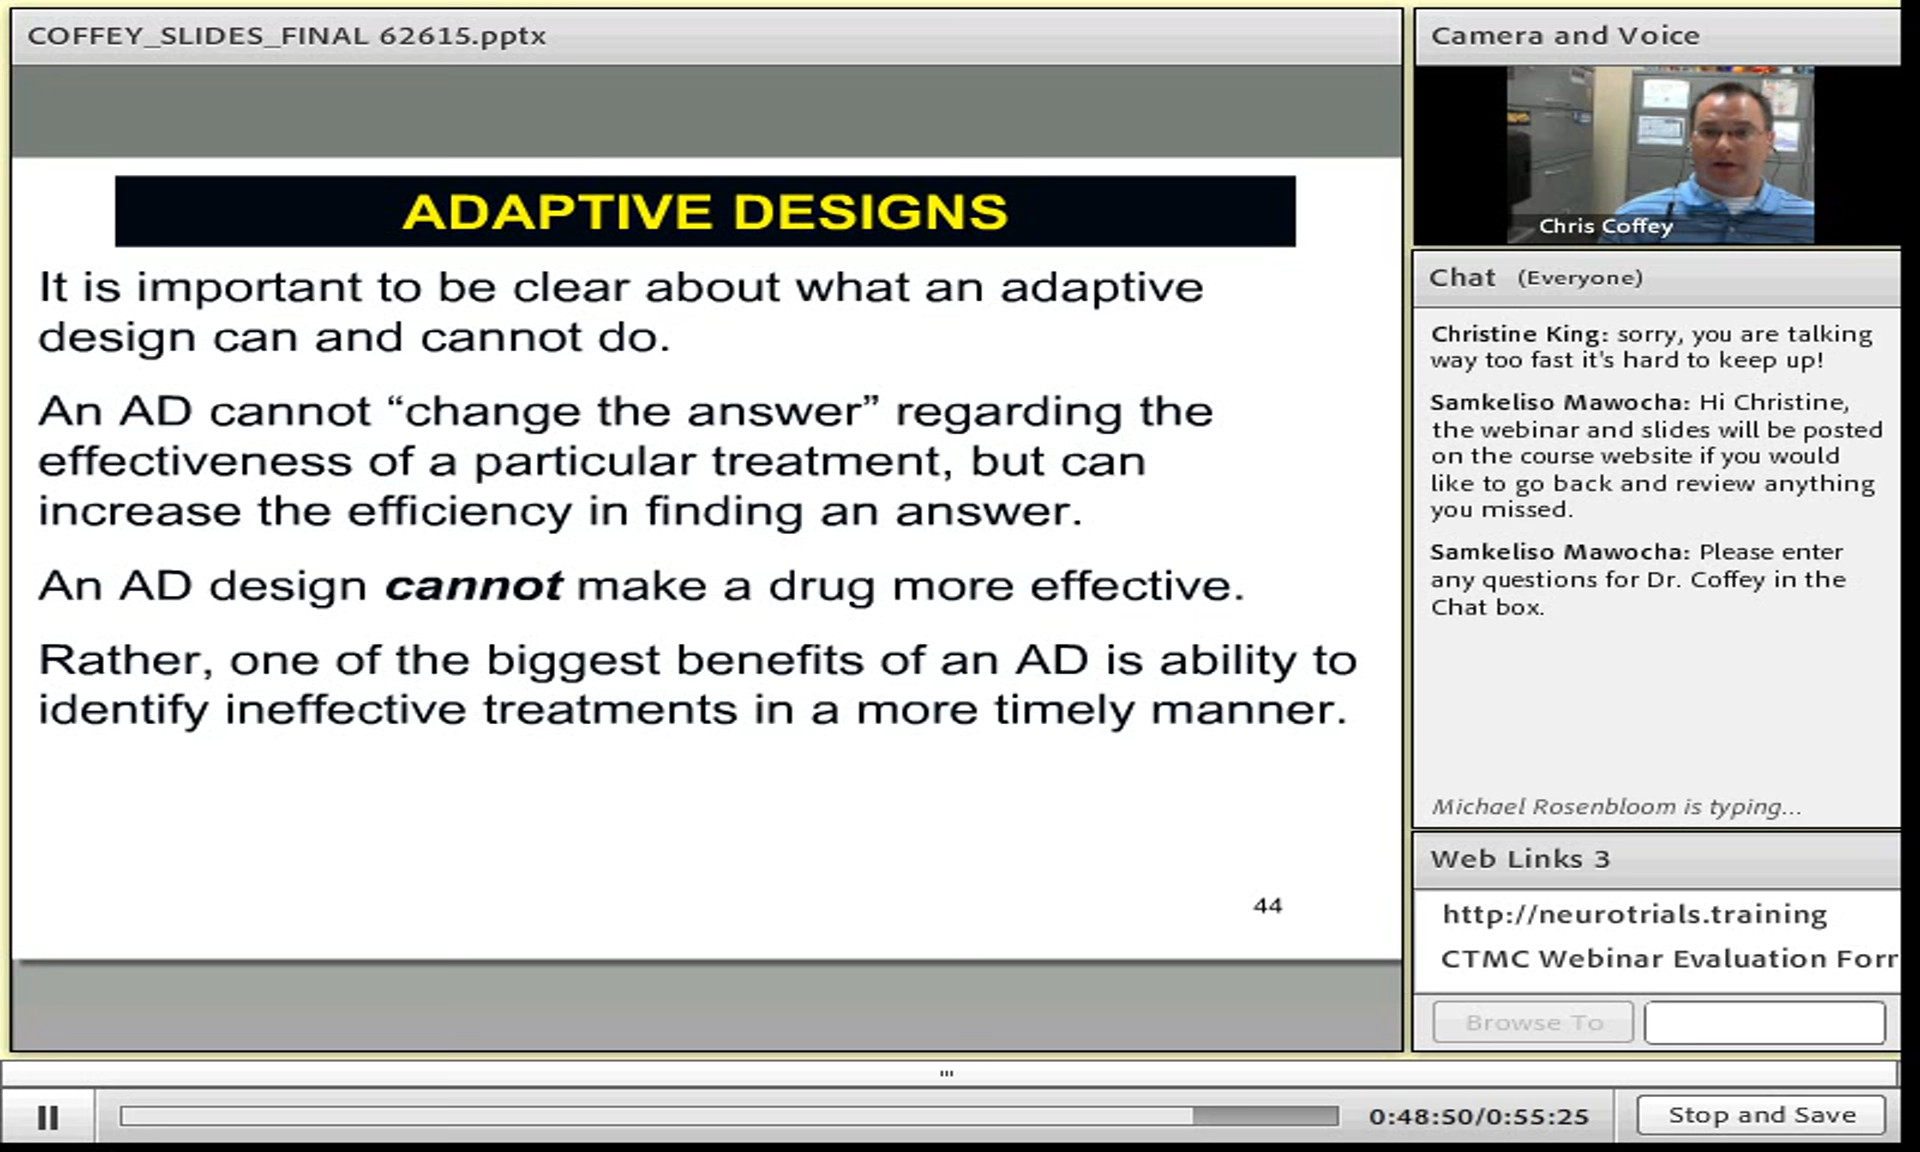 COFFEY_SLIDES_FINAL 62615.pptx
ADAPTIVE DESIGNS
It is important to be clear about what an adaptive
design can and cannot do.
An AD cannot “change the answer” regarding the
effectiveness of a particular treatment, but can
increase the efficiency in finding an answer.
An AD design cannot make a drug more effective.
Rather, one of the biggest benefits of an AD is ability to
identify ineffective treatments in a more timely manner.
44
Camera and Voice
Chris Coffey
Chat (Everyone)
Christine King: sorry, you are talking
way too fast it's hard to keep up!
Samkeliso Mawocha: Hi Christine,
the webinar and slides will be posted
on the course website if you would
like to go back and review anything
you missed.
Samkeliso Mawocha: Please enter
any questions for Dr. Coffey in the
Chat box.
Michael Rosenbloom is typing...
Web Links 3
http://neurotrials.training
CTMC Webinar Evaluation Forr
Browse To
0:48:50/0:55:25
Stop and Save